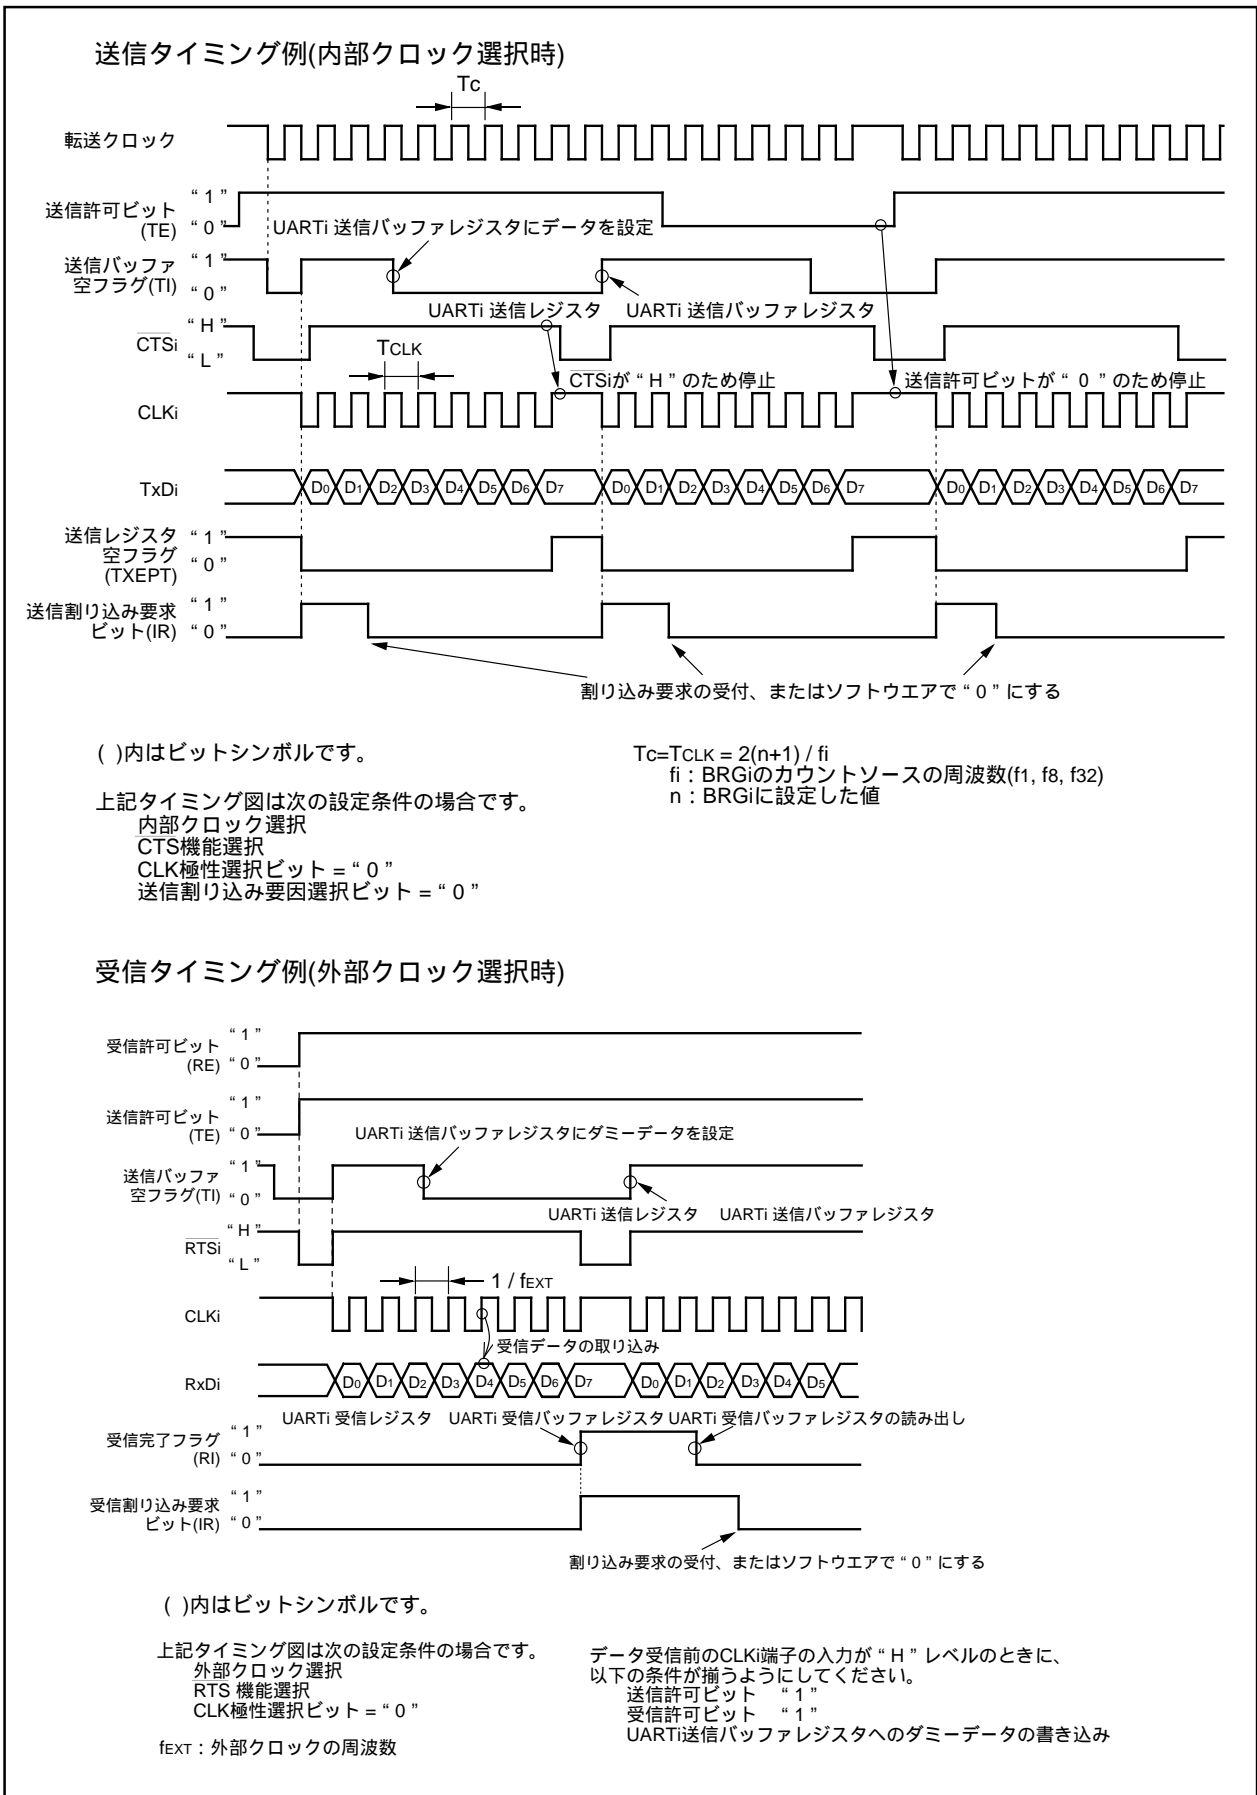 送信タイミング例(内部クロック選択時)
Tc
転送クロック
送信許可ビット
(TE)
“ 1 ”
“ 0 ”
UARTi 送信バッファレジスタにデータを設定
送信バッファ
空フラグ(TI)
“ 1 ”
“ 0 ”
UARTi 送信レジスタ UARTi 送信バッファレジスタ
CTSi
“ H ”
“ L ”
TCLK
CTSiが “ H ” のため停止
送信許可ビットが “ 0 ” のため停止
CLKi
TxDi
D0 D1 D2 D3 D4 D5 D6 D7 D0 D1 D2 D3 D4 D5 D6 D7 D0 D1 D2 D3 D4 D5 D6 D7
送信レジスタ
空フラグ
(TXEPT)
“ 1 ”
“ 0 ”
送信割り込み要求
ビット(IR)
“ 1 ”
“ 0 ”
割り込み要求の受付、またはソフトウエアで “ 0 ” にする
( )内はビットシンボルです。
上記タイミング図は次の設定条件の場合です。
内部クロック選択
CTS機能選択
CLK極性選択ビット = “ 0 ”
送信割り込み要因選択ビット = “ 0 ”
Tc=TCLK = 2(n+1) / fi
fi : BRGiのカウントソースの周波数(f1, f8, f32)
n : BRGiに設定した値
受信タイミング例(外部クロック選択時)
受信許可ビット
(RE)
“ 1 ”
“ 0 ”
送信許可ビット
(TE)
“ 1 ”
“ 0 ”
UARTi 送信バッファレジスタにダミーデータを設定
送信バッファ
空フラグ(TI)
“ 1 ”
“ 0 ”
UARTi 送信レジスタ UARTi 送信バッファレジスタ
RTSi
“ H ”
“ L ”
1 / fEXT
CLKi
受信データの取り込み
RxDi
D0 D1 D2 D3 D4 D5 D6 D7 D0 D1 D2 D3 D4 D5
UARTi 受信レジスタ UARTi 受信バッファレジスタ UARTi 受信バッファレジスタの読み出し
受信完了フラグ
(RI)
“ 1 ”
“ 0 ”
受信割り込み要求
ビット(IR)
“ 1 ”
“ 0 ”
割り込み要求の受付、またはソフトウエアで “ 0 ” にする
( )内はビットシンボルです。
上記タイミング図は次の設定条件の場合です。
外部クロック選択
RTS 機能選択
CLK極性選択ビット = “ 0 ”
fEXT : 外部クロックの周波数
データ受信前のCLKi端子の入力が “ H ” レベルのときに、
以下の条件が揃うようにしてください。
送信許可ビット “ 1 ”
受信許可ビット “ 1 ”
UARTi送信バッファレジスタへのダミーデータの書き込み